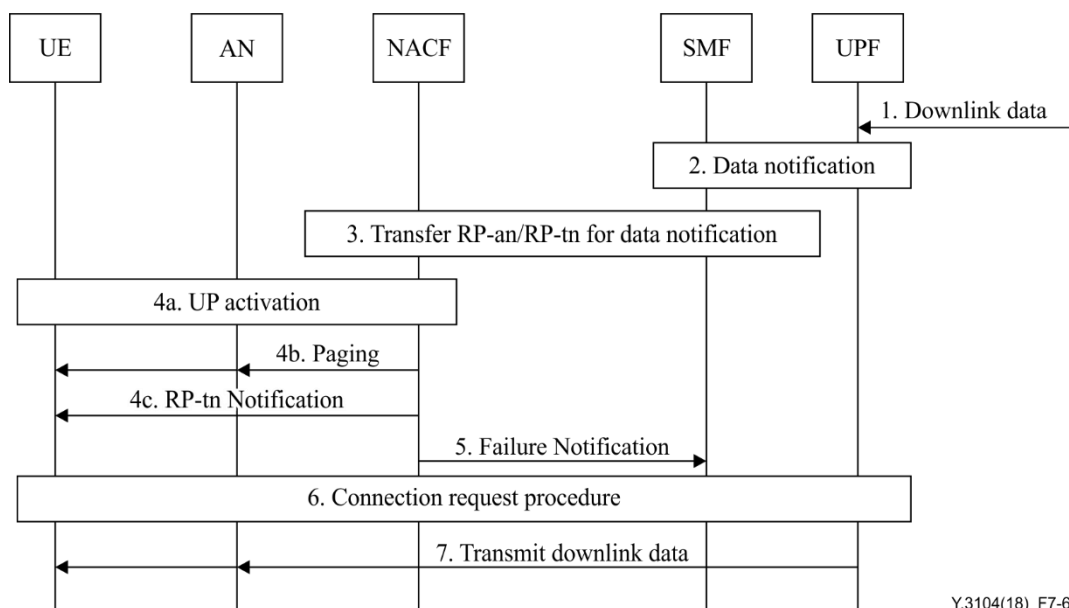 UE
AN
NACF
SMF
UPF
1. Downlink data
2. Data notification
3. Transfer RP-an/RP-tn for data notification
4a. UP activation
4b. Paging
4c. RP-tn Notification
5. Failure Notification
6. Connection request procedure
7. Transmit downlink data
Y.3104(18)_F7-6